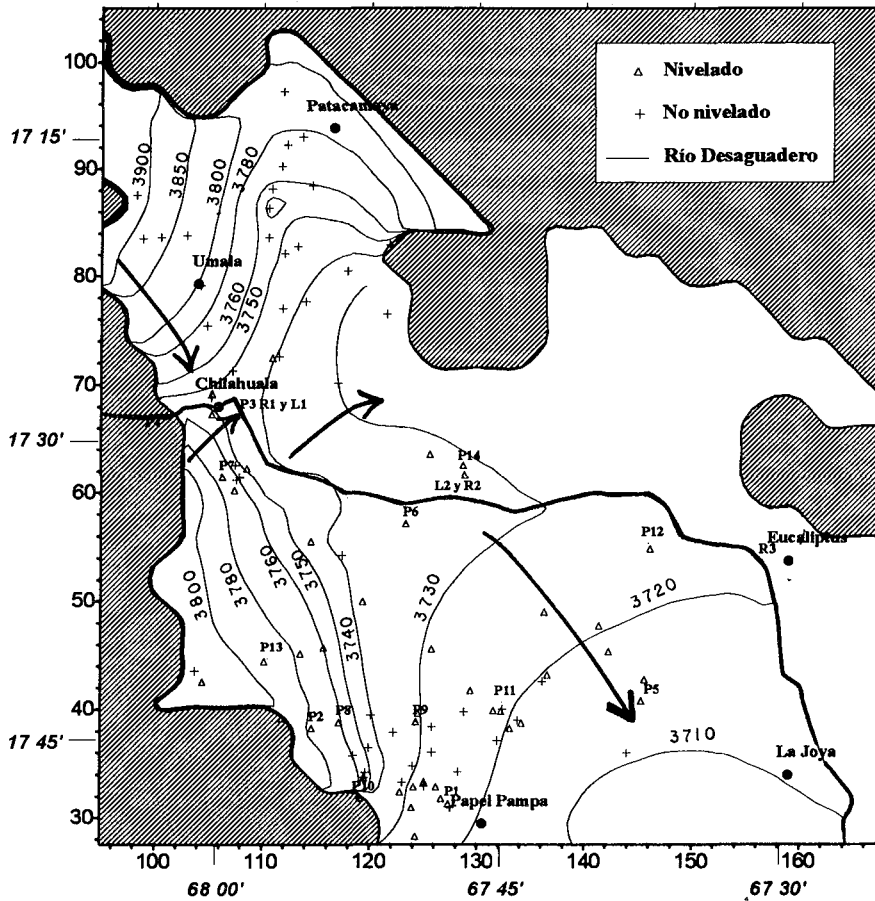 100
90
80
70
60
50
40
30
17 15'
17 30'
17 45'
Nivelado
No nivelado
Río Desaguadero
Patacamaya
3900
3850
3800
3780
Umala
3760
3750
Chilahuala
P3 R1 y L1
P7
P14
L2 y R2
P6
P12
R3
Eucaliptus
3800
3780
3760
3750
3740
3730
3720
P13
P2
P8
R9
P11
P5
3710
La Joya
P10
P1
Papel Pampa
100 110 120 130 140 150 160
68 00' 67 45' 67 30'